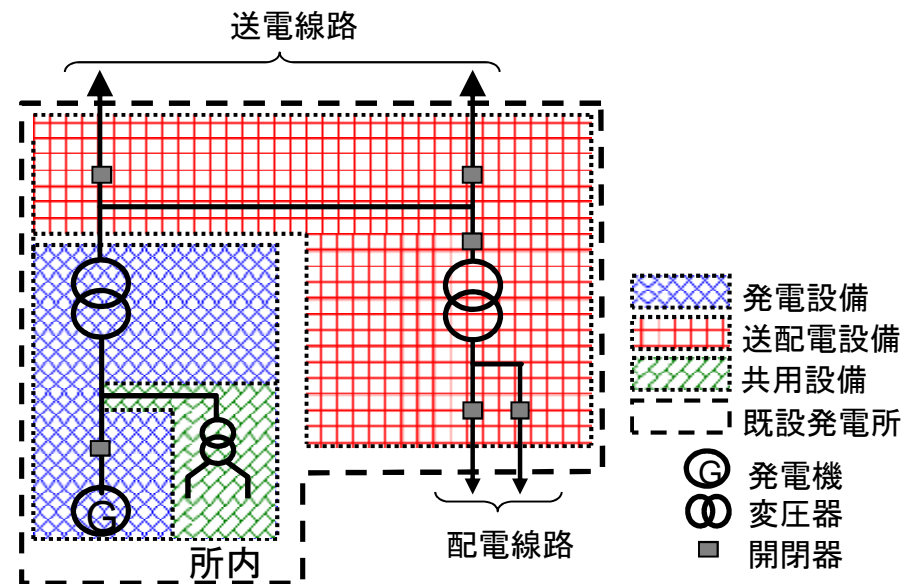 送電線路
発電設備
送配電設備
共用設備
既設発電所
G
発電機
変圧器
開閉器
G
所内
配電線路